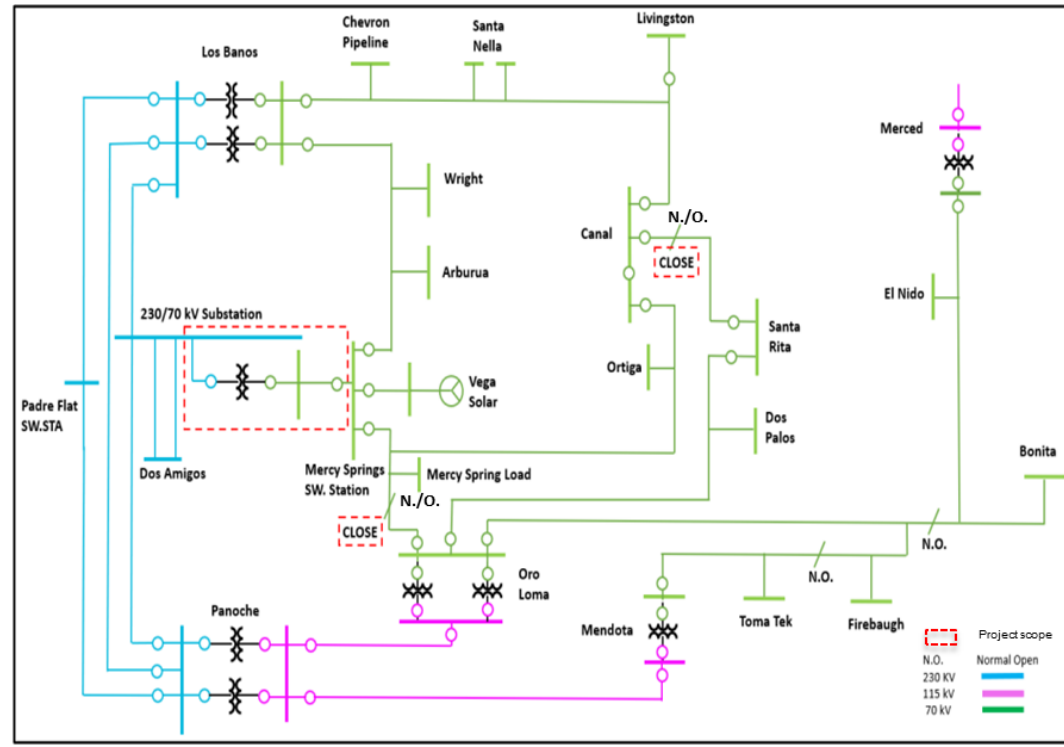 Chevron
Pipeline
Santa
Nella
Livingston
Los Banos
Merced
Wright
N./O.
Canal
CLOSE
Arburua
El Nido
230/70 kV Substation
Santa
Rita
Ortiga
Vega
Solar
Padre Flat
SW.STA
Dos
Palos
Dos Amigos
Mercy Springs
SW. Station
Mercy Spring Load
Bonita
N./O.
CLOSE
N.O.
Oro
Loma
N.O.
Panoche
Mendota
Toma Tek
Firebaugh
Project scope
N.O. Normal Open
230 KV
115 kV
70 kV